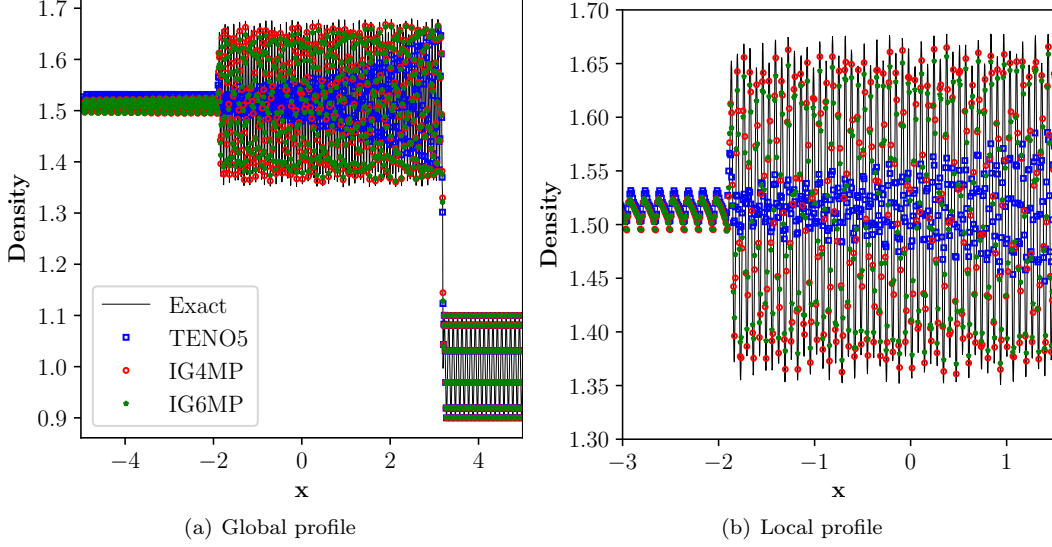 1.7
1.6
1.5
1.4
1.3
1.2
1.1
1.0
0.9
Density
Exact
TENO5
IG4MP
IG6MP
−4
−2
0
2
4
x
(a) Global profile
1.70
1.65
1.60
1.55
1.50
1.45
1.40
1.35
1.30
Density
−3
−2
−1
0
1
x
(b) Local profile